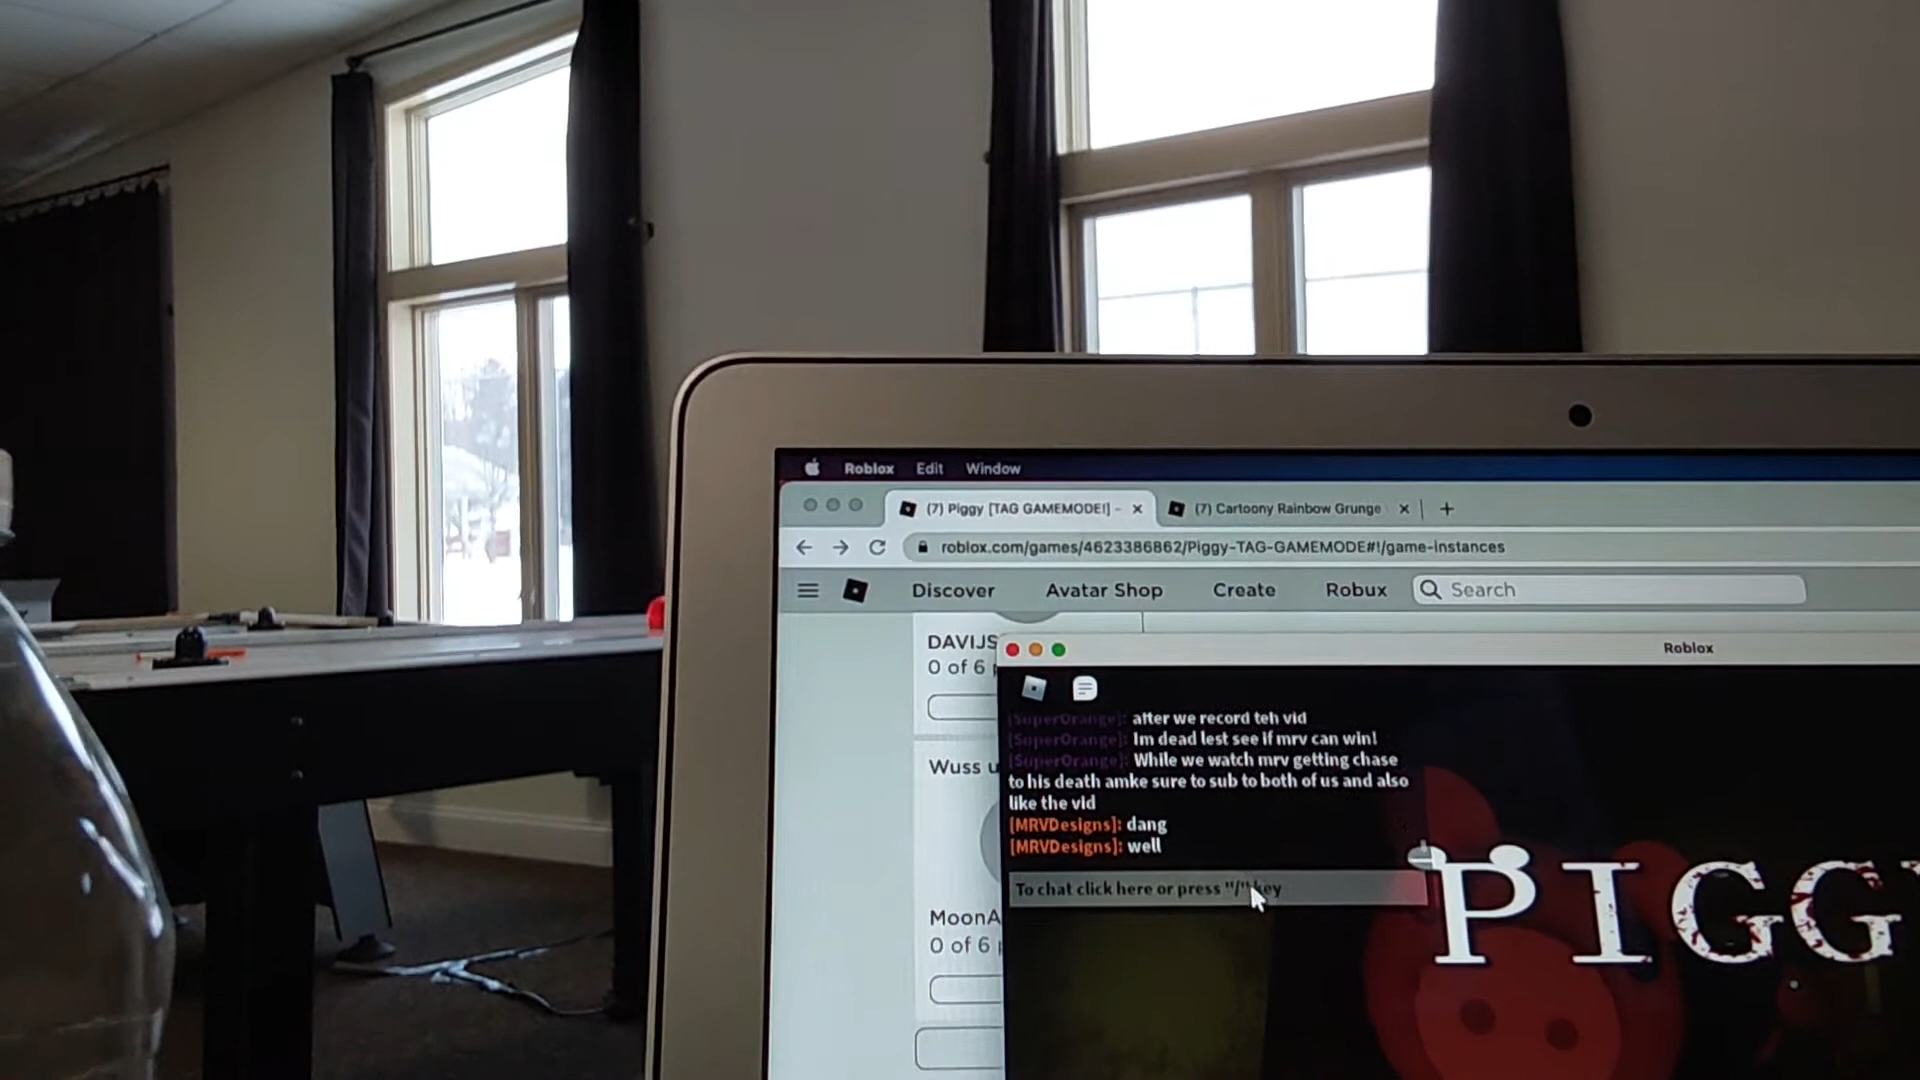 Roblox Edit Window
(7) Piggy [TAG GAMEMODE!] - (7) Cartoony Rainbow Grunge
roblox.com/games/4623386862/Piggy-TAG-GAMEMODE#!/game-instances
Discover Avatar Shop Create Robux Search
DAVIJS
0 of 6
Roblox
[SuperOrange]: after we record teh vid
[SuperOrange]: Im dead lest see if mrv can win!
[SuperOrange]: While we watch mrv getting chase
to his death amke sure to sub to both of us and also
like the vid
Wuss u
[MRVDesigns]: dang
[MRVDesigns]: well
To chat click here or press "/" key
MoonA
0 of 6
PIGG